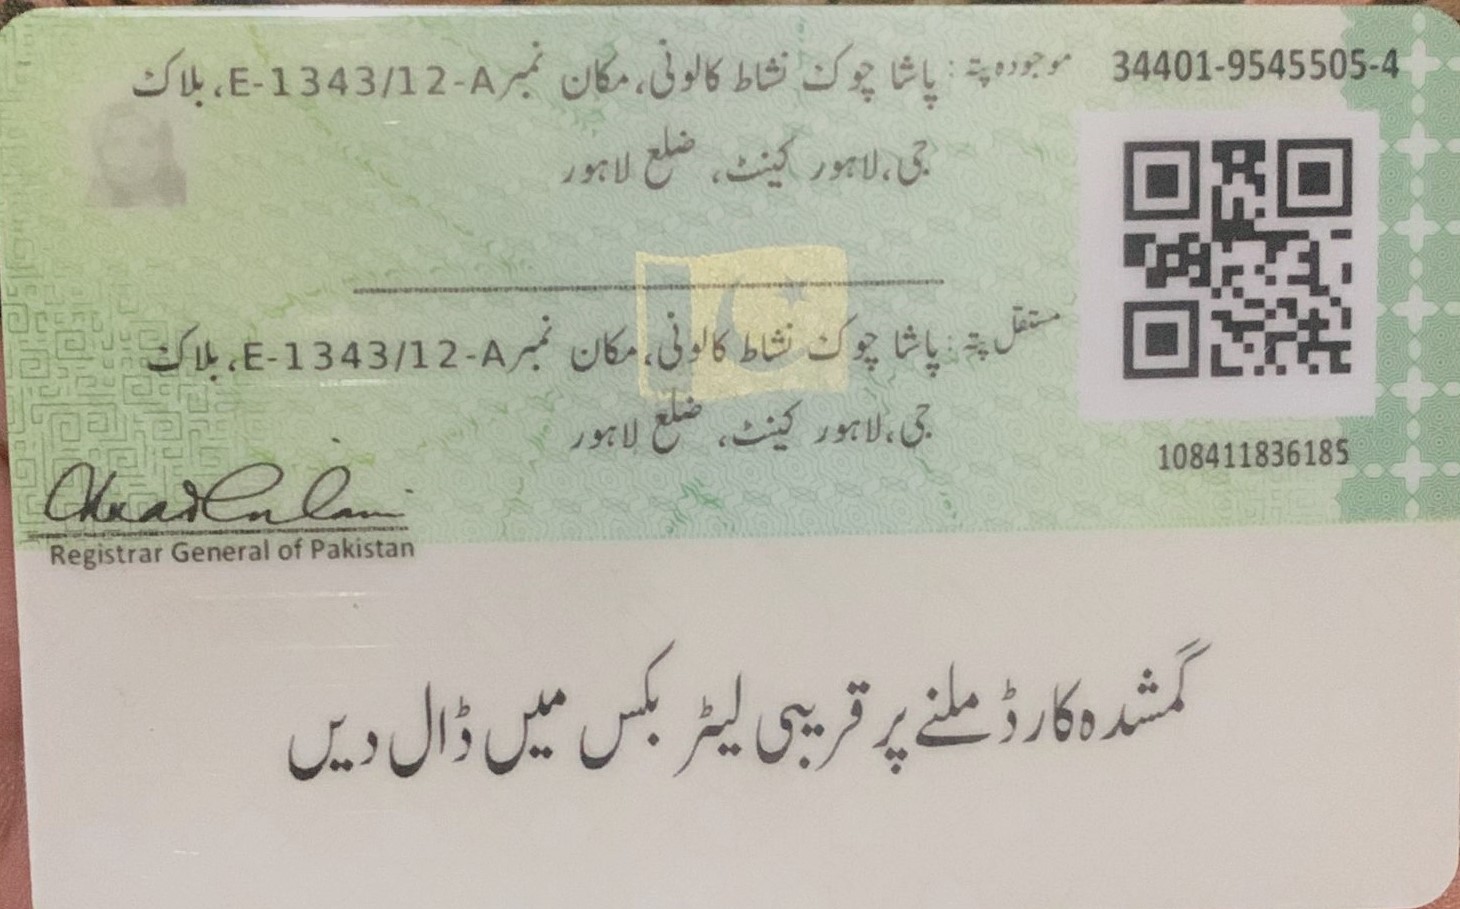 34401-9545505-4
موجودہ پتہ: پاشا چوک نشاط کالونی، مکان نمبر E-1343/12-A، بلاک
جی، لاہور کینٹ، ضلع لاہور
مستقل پتہ: پاشا چوک نشاط کالونی، مکان نمبر E-1343/12-A، بلاک
جی، لاہور کینٹ، ضلع لاہور
108411836185
Registrar General of Pakistan
گمشدہ کارڈ ملنے پر قریبی لیٹر بکس میں ڈال دیں